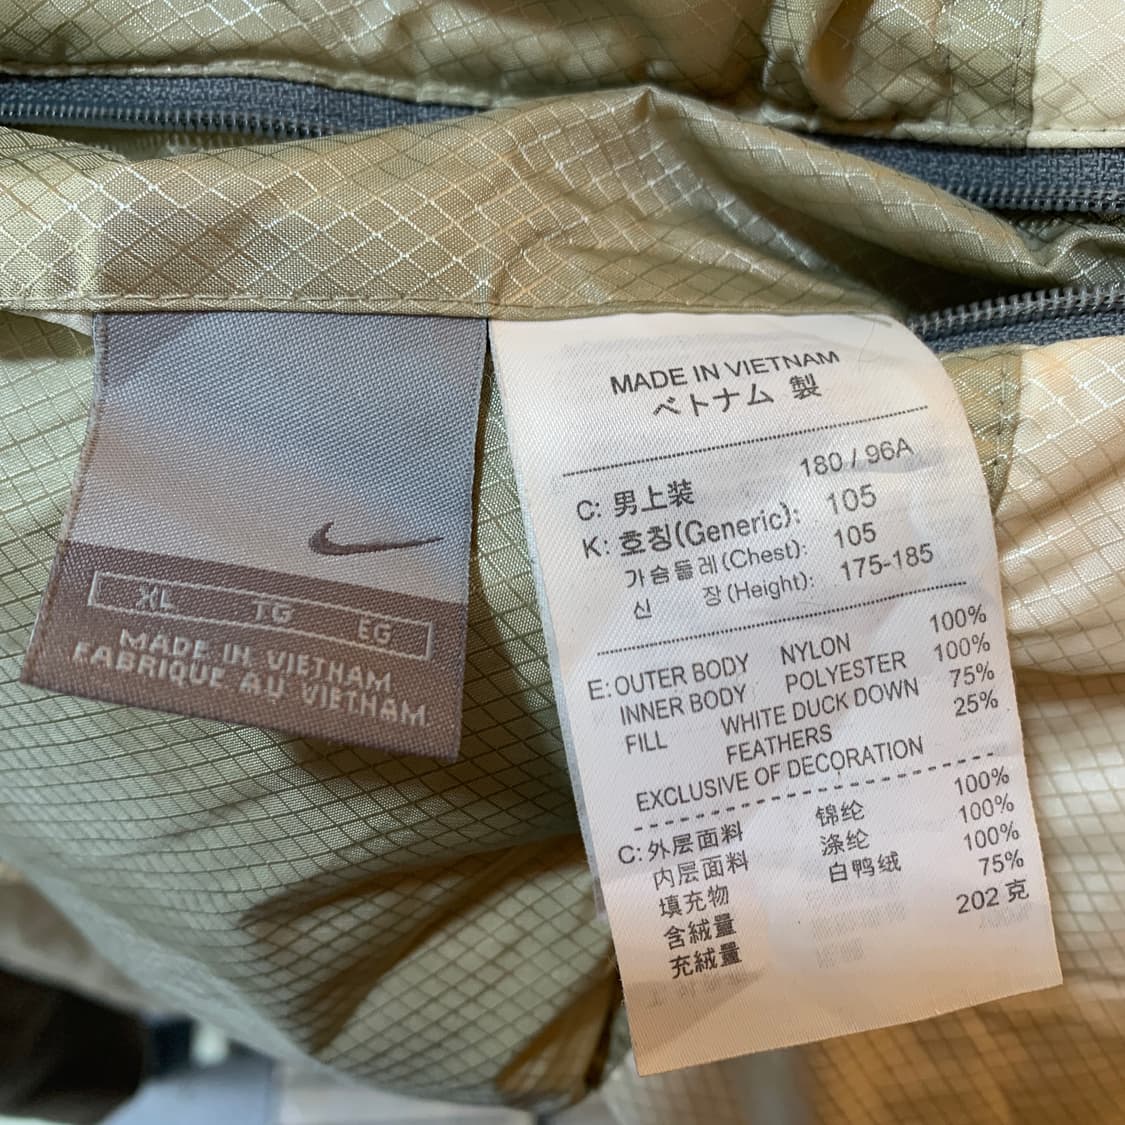 XL TG EG
MADE IN VIETNAM
FABRIQUE AU VIETNAM
MADE IN VIETNAM
ベトナム 製
C: 男上装 180 / 96A
K: 호칭(Generic): 105
가슴둘레(Chest): 105
신 장(Height): 175-185
E: OUTER BODY NYLON 100%
INNER BODY POLYESTER 100%
FILL WHITE DUCK DOWN 75%
FEATHERS 25%
EXCLUSIVE OF DECORATION
C: 外层面料 锦纶 100%
内层面料 涤纶 100%
填充物 白鸭绒 100%
含絨量 75%
充絨量 202 克